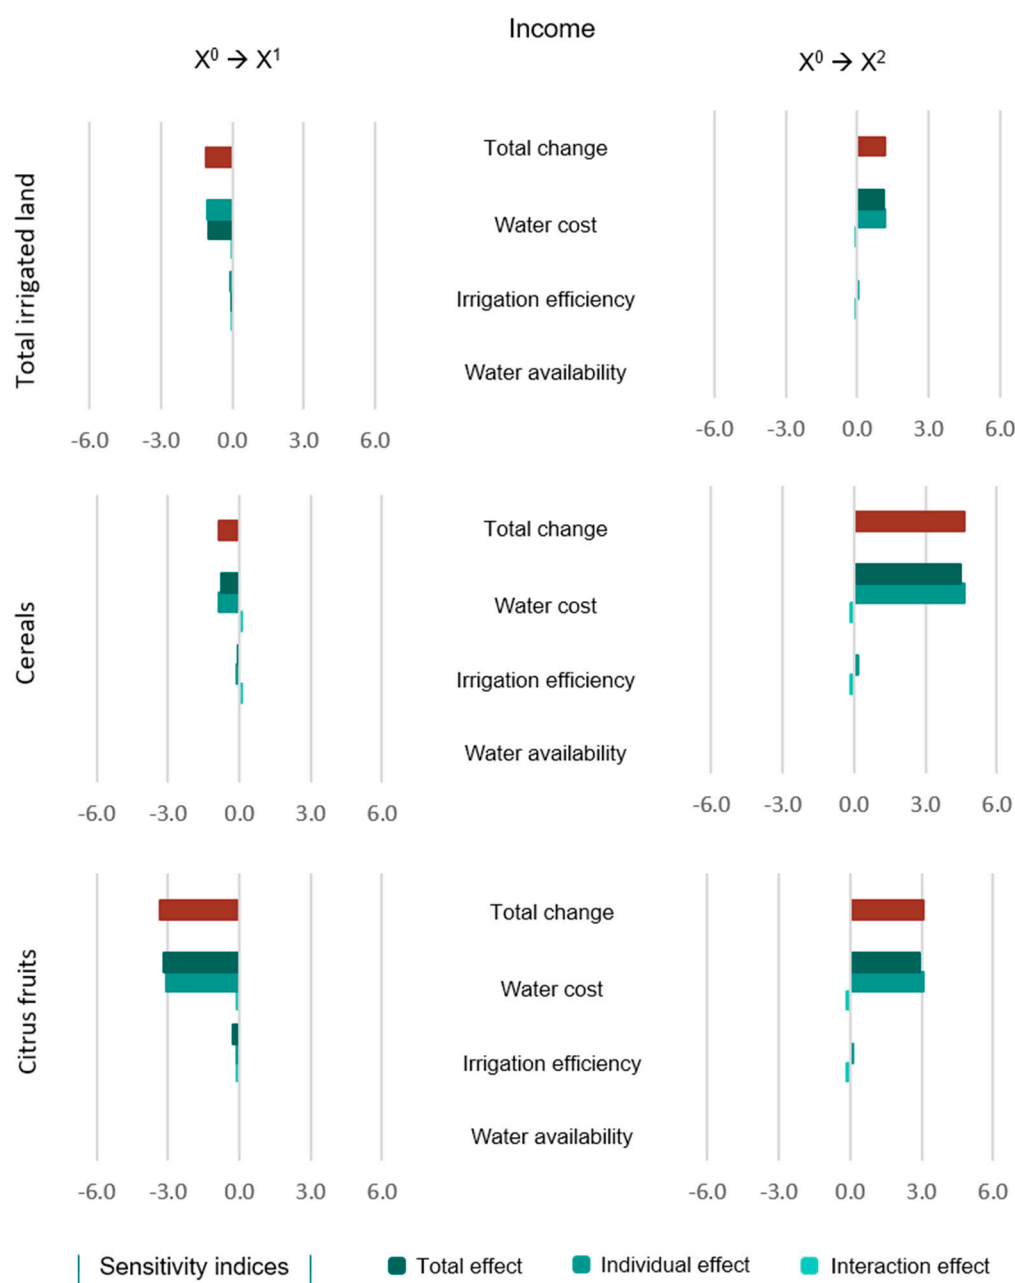 Income
X⁰ → X¹
X⁰ → X²
Total irrigated land
Total change
Water cost
Irrigation efficiency
Water availability
-6.0 -3.0 0.0 3.0 6.0
-6.0 -3.0 0.0 3.0 6.0
Cereals
Total change
Water cost
Irrigation efficiency
Water availability
-6.0 -3.0 0.0 3.0 6.0
-6.0 -3.0 0.0 3.0 6.0
Citrus fruits
Total change
Water cost
Irrigation efficiency
Water availability
-6.0 -3.0 0.0 3.0 6.0
-6.0 -3.0 0.0 3.0 6.0
Sensitivity indices Total effect Individual effect Interaction effect